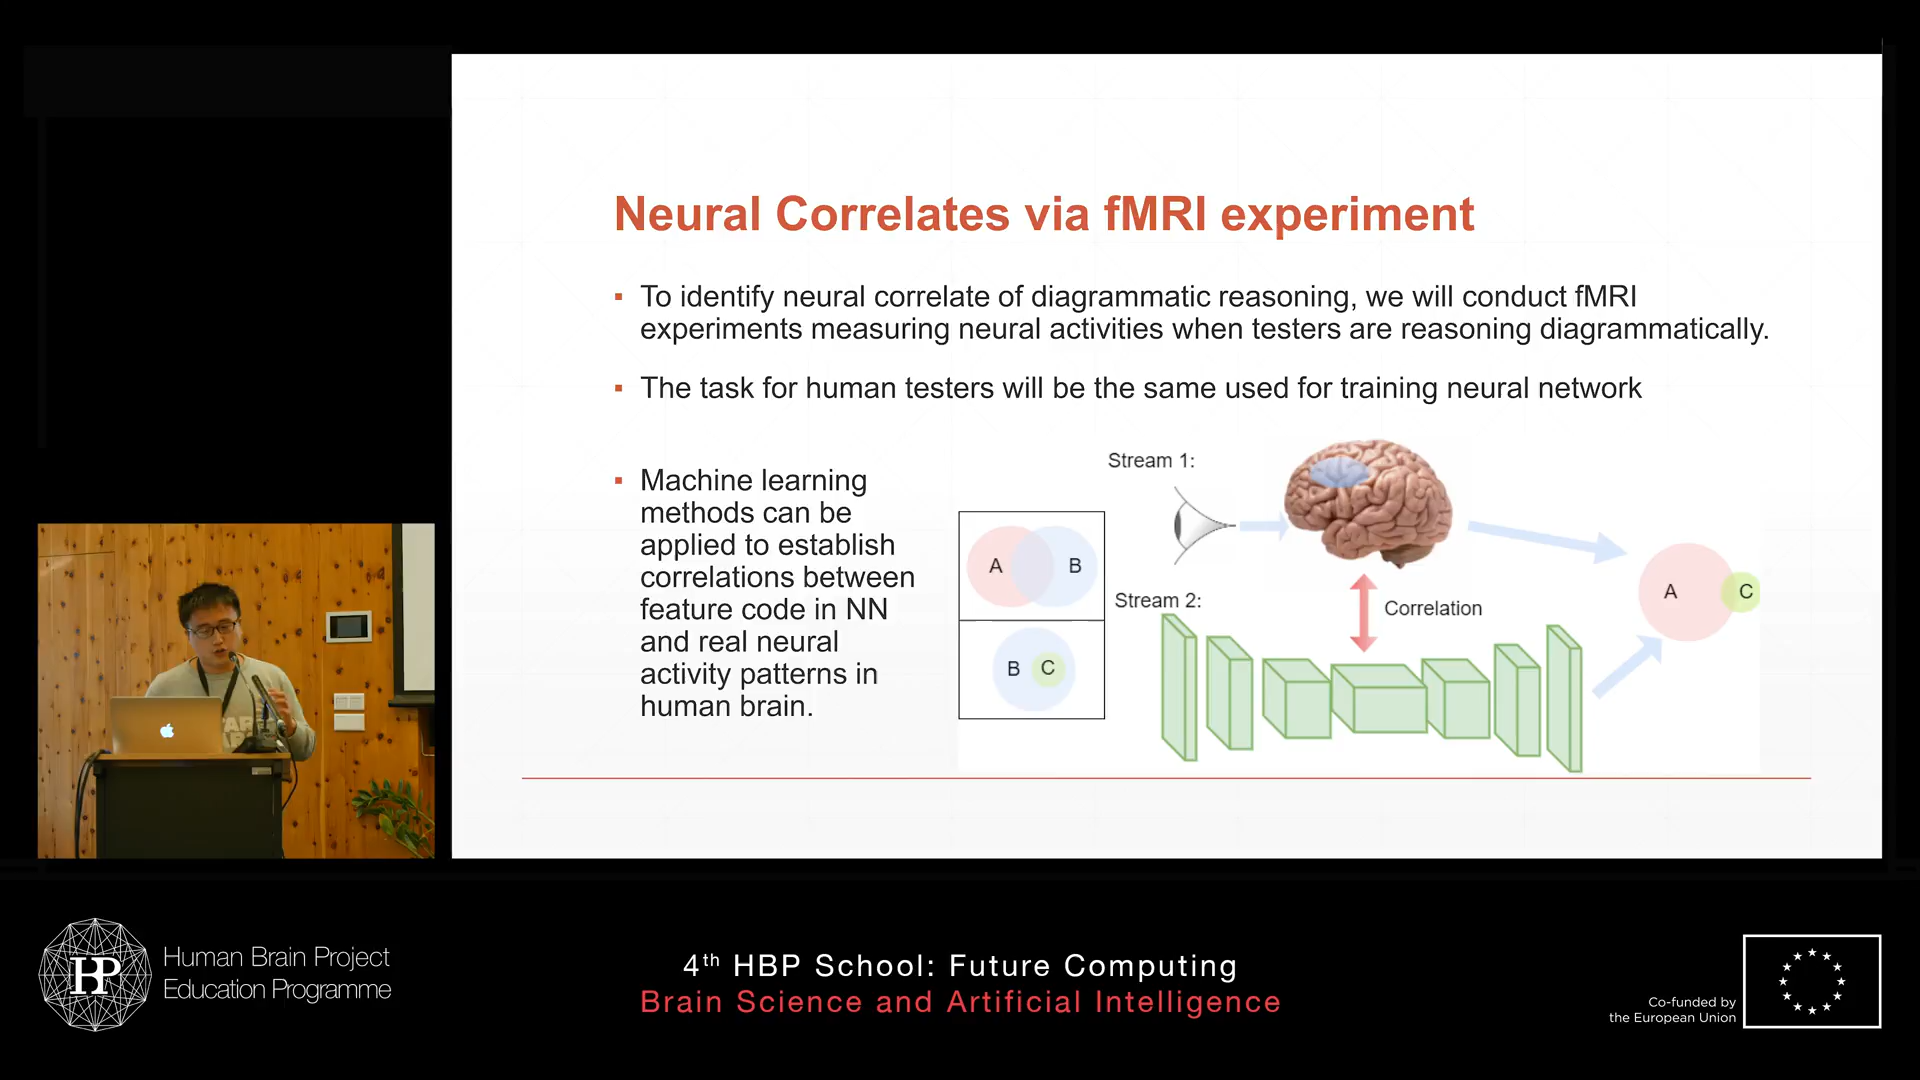 Neural Correlates via fMRI experiment
▪ To identify neural correlate of diagrammatic reasoning, we will conduct fMRI
experiments measuring neural activities when testers are reasoning diagrammatically.
▪ The task for human testers will be the same used for training neural network
▪ Machine learning
methods can be
applied to establish
correlations between
feature code in NN
and real neural
activity patterns in
human brain.
Stream 1:
A B
B C
Stream 2:
Correlation
A C
HBP
Human Brain Project
Education Programme
4th HBP School: Future Computing
Brain Science and Artificial Intelligence
Co-funded by
the European Union